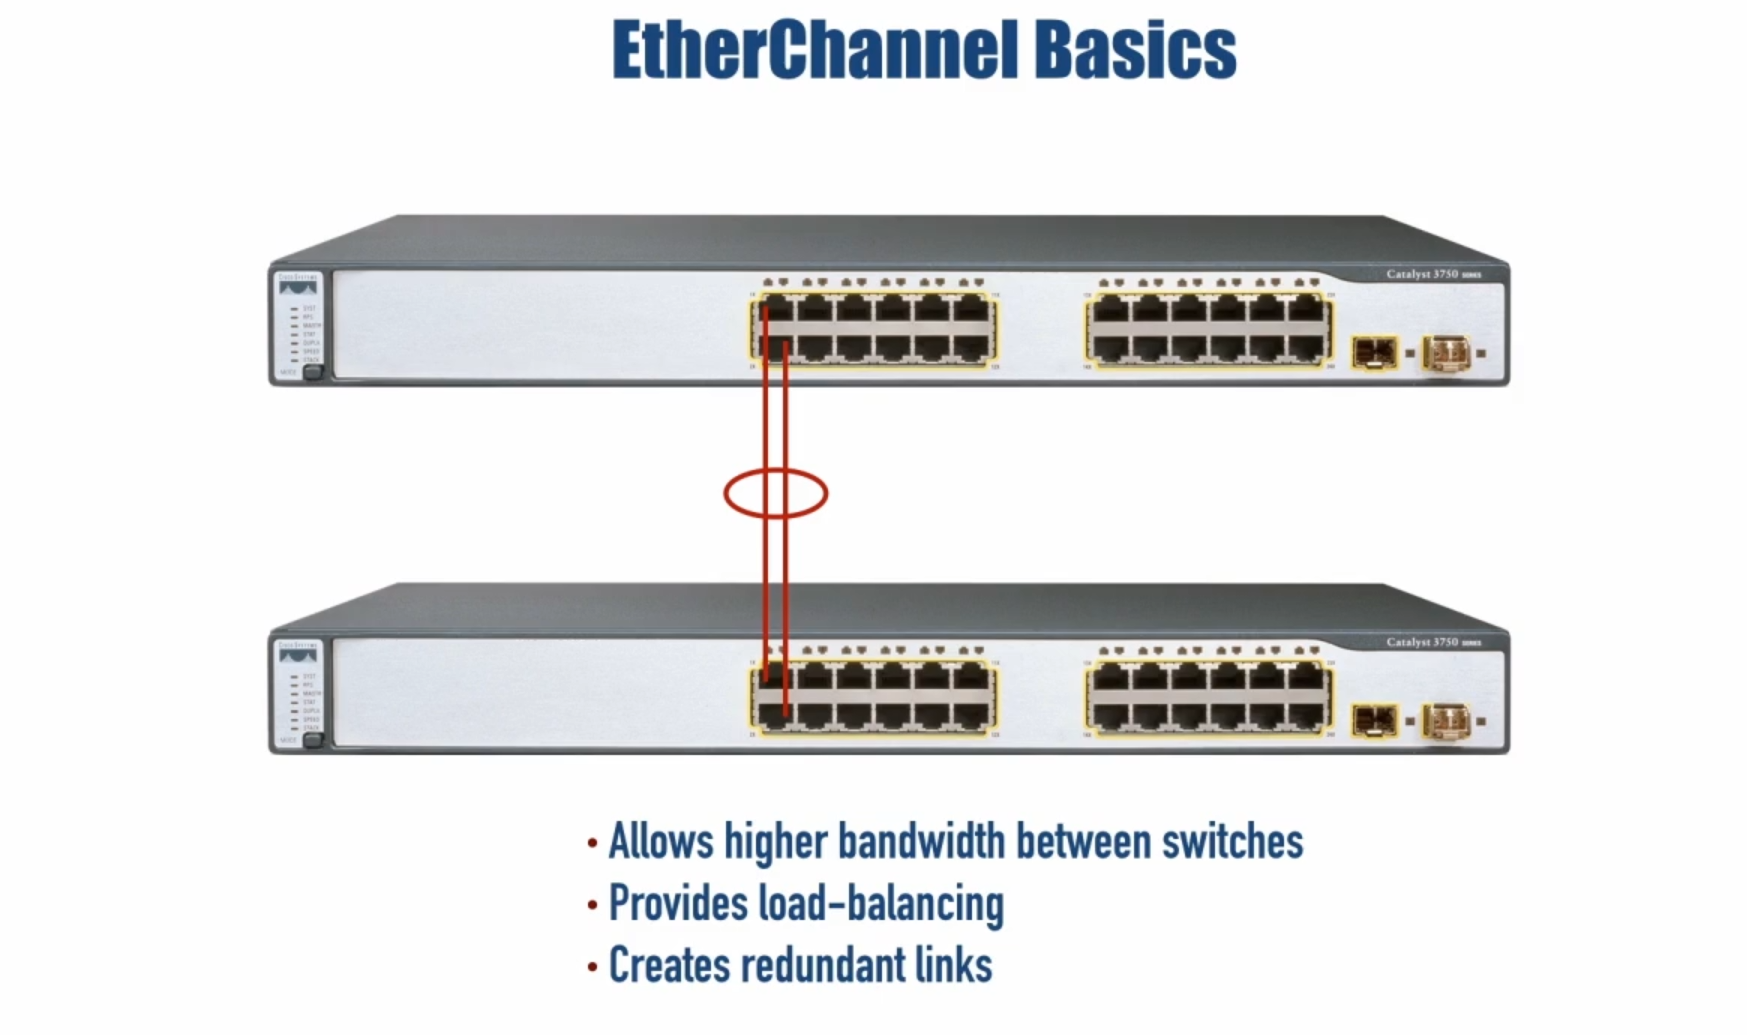 EtherChannel Basics
Catalyst 3750 SERIES
Catalyst 3750 SERIES
• Allows higher bandwidth between switches
• Provides load-balancing
• Creates redundant links